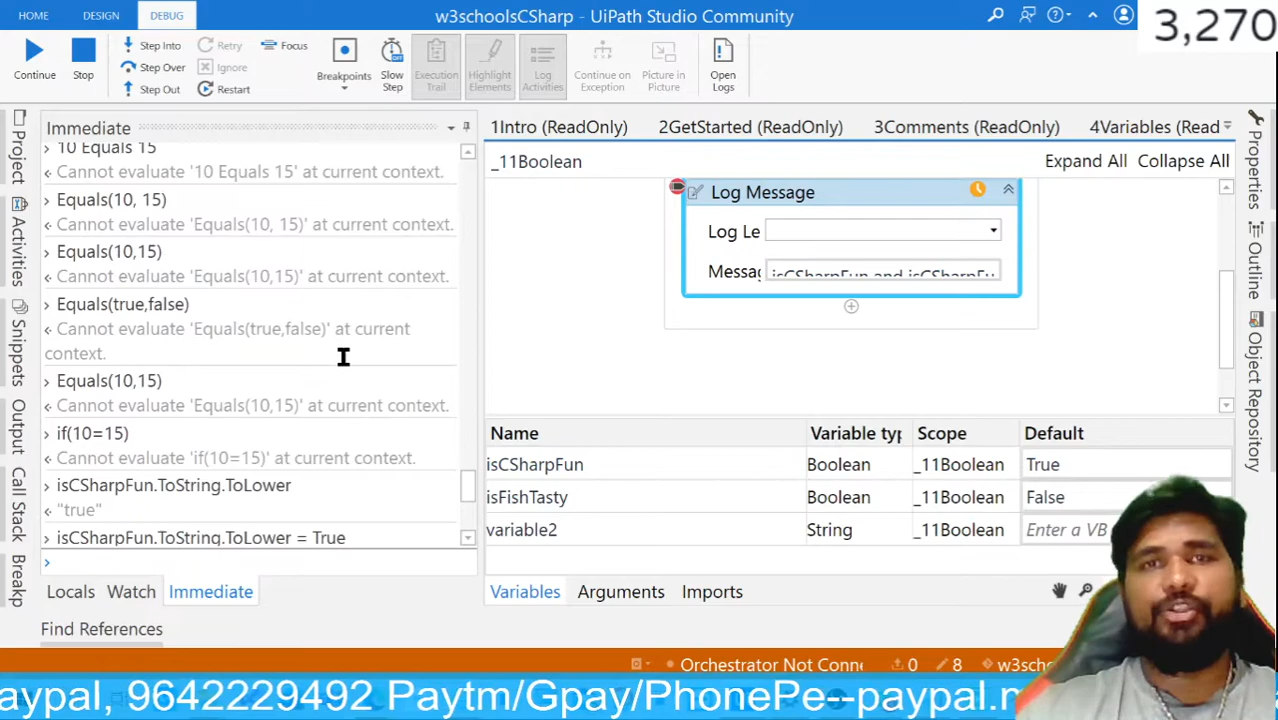 HOME
DESIGN
DEBUG
w3schoolsCSharp - UiPath Studio Community
3,270
Continue
Stop
Step Into
Step Over
Step Out
Retry
Ignore
Restart
Focus
Breakpoints
Slow
Step
OFF
Execution
Trail
Highlight
Elements
Log
Activities
Continue on
Exception
Picture in
Picture
Open
Logs
Project
Activities
Snippets
Output
Call Stack
Breakp
Immediate
10 Equals 15
Cannot evaluate '10 Equals 15' at current context.
Equals(10, 15)
Cannot evaluate 'Equals(10, 15)' at current context.
Equals(10,15)
Cannot evaluate 'Equals(10,15)' at current context.
Equals(true,false)
Cannot evaluate 'Equals(true,false)' at current
context.
Equals(10,15)
Cannot evaluate 'Equals(10,15)' at current context.
if(10=15)
Cannot evaluate 'if(10=15)' at current context.
isCSharpFun.ToString.ToLower
"true"
isCSharpFun.ToString.ToLower = True
Locals
Watch
Immediate
Find References
1Intro (ReadOnly)
2GetStarted (ReadOnly)
3Comments (ReadOnly)
4Variables (Read
_11Boolean
Expand All
Collapse All
Log Message
Log Le
Messag
isCSharpFun and isCSharpFu
Name
Variable typ
Scope
Default
isCSharpFun
Boolean
_11Boolean
True
isFishTasty
Boolean
_11Boolean
False
variable2
String
_11Boolean
Enter a VB
Variables
Arguments
Imports
Properties
Outline
Object Repository
Orchestrator Not Conne
0
8
w3scho
aypal, 9642229492 Paytm/Gpay/PhonePe--paypal.m